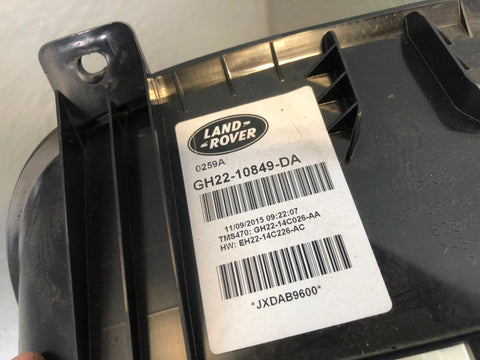 LAND-
-ROVER
0259A
GH22-10849-DA
11/09/2015 09:22:07
TMS470: GH22-14C026-AA
HW: EH22-14C226-AC
*JXDAB9600*